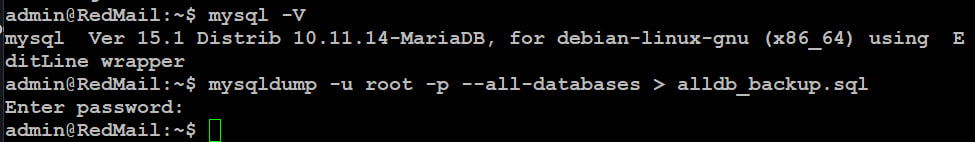 admin@RedMail:~$ mysql -V
mysql  Ver 15.1 Distrib 10.11.14-MariaDB, for debian-linux-gnu (x86_64) using  E
ditLine wrapper
admin@RedMail:~$ mysqldump -u root -p --all-databases > alldb_backup.sql
Enter password:
admin@RedMail:~$